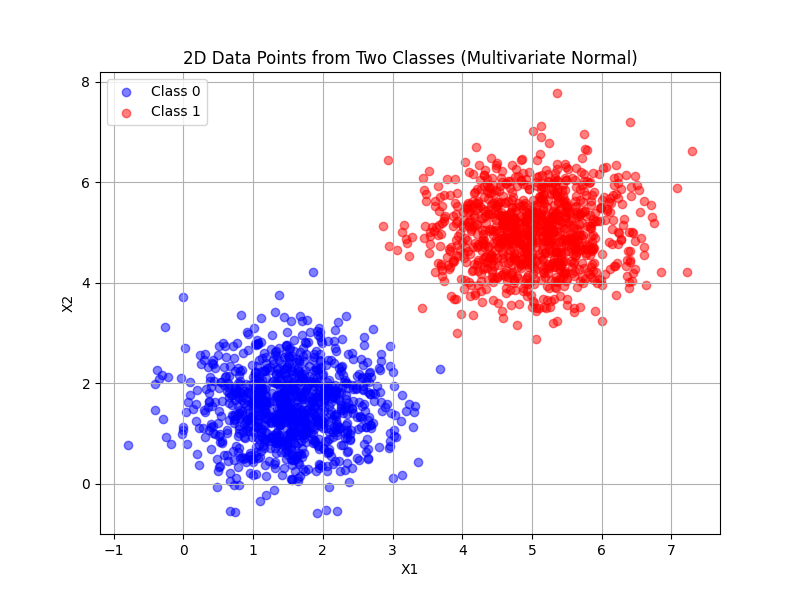 2D Data Points from Two Classes (Multivariate Normal)
Class 0
Class 1
8
6
4
2
0
X2
−1 0 1 2 3 4 5 6 7
X1